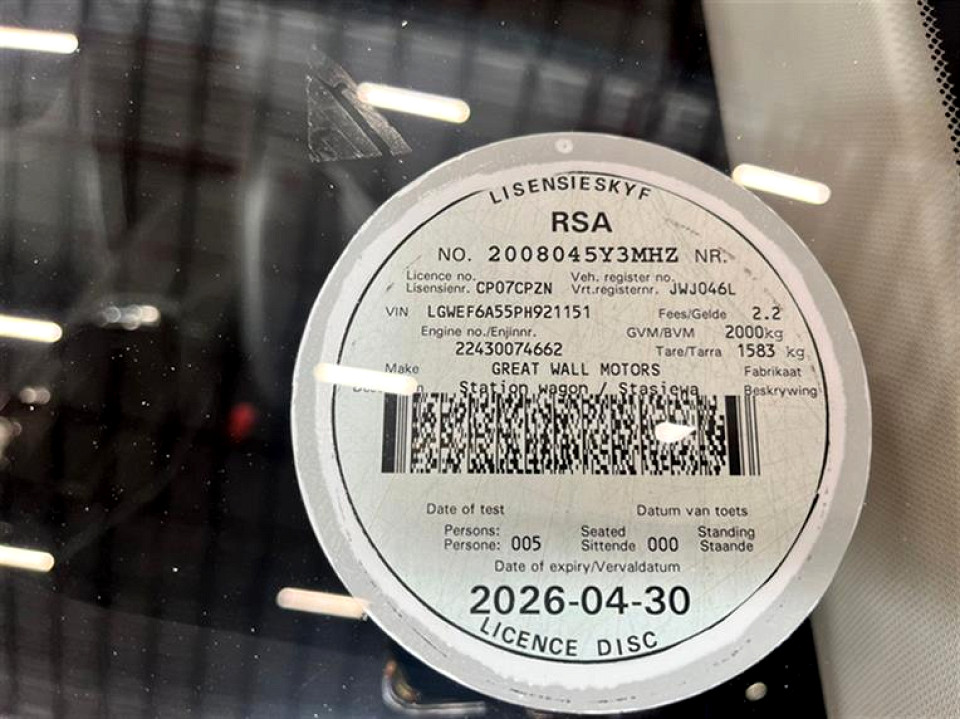 LISENSIESKYF
RSA
NO. 2008045Y3MHZ NR.
Licence no. Veh. register no.
Lisensienr. CP07CPZN Vrt.registernr. JWJ046L
VIN LGWEF6A55PH921151 Fees/Gelde 2.2
Engine no./Enjinnr. GVM/BVM 2000kg
22430074662 Tare/Tarra 1583 kg
Make GREAT WALL MOTORS Fabrikaat
Station wagon / Stasiewa Beskrywing
Date of test Datum van toets
Persons: Seated Standing
Persone: 005 Sittende 000 Staande
Date of expiry/Vervaldatum
2026-04-30
LICENCE DISC